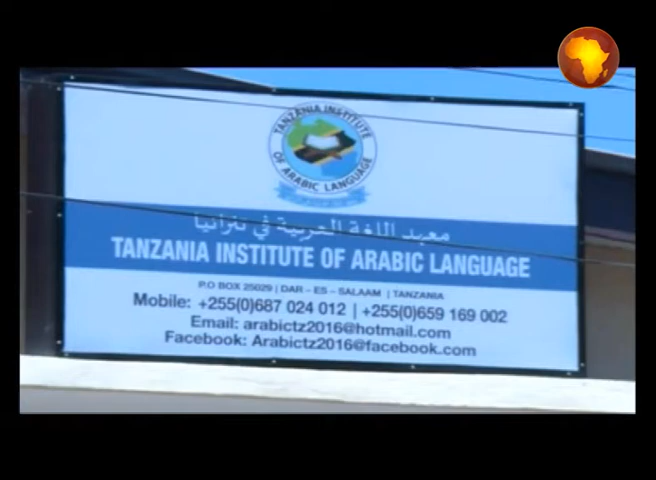 TANZANIA INSTITUTE
OF ARABIC LANGUAGE
معهد اللغة العربية في تنزانيا
TANZANIA INSTITUTE OF ARABIC LANGUAGE
P.O BOX 25029 | DAR – ES – SALAAM | TANZANIA
Mobile: +255(0)687 024 012 | +255(0)659 169 002
Email: arabictz2016@hotmail.com
Facebook: Arabictz2016@facebook.com